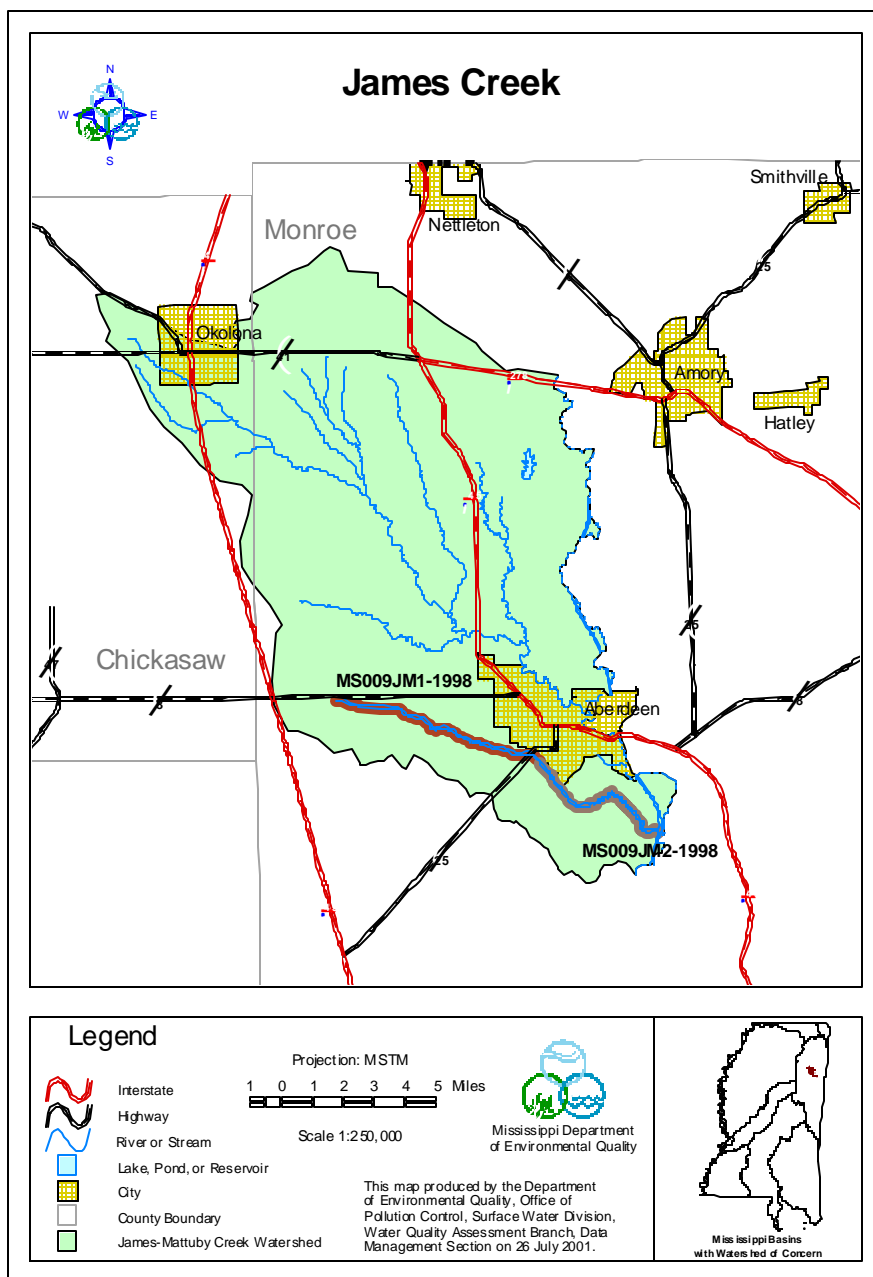 James Creek
N
W
E
S
Smithville
Nettleton
Monroe
25
Okolona
41
Amory
Hatley
25
Chickasaw
MS009JM1-1998
8
8
Aberdeen
MS009JM2-1998
25
Legend
Interstate
Highway
River or Stream
Lake, Pond, or Reservoir
City
County Boundary
James-Mattuby Creek Watershed
Projection: MSTM
1 0 1 2 3 4 5 Miles
Scale 1:250,000
Mississippi Department
of Environmental Quality
This map produced by the Department
of Environmental Quality, Office of
Pollution Control, Surface Water Division,
Water Quality Assessment Branch, Data
Management Section on 26 July 2001.
Mississippi Basins
with Watershed of Concern